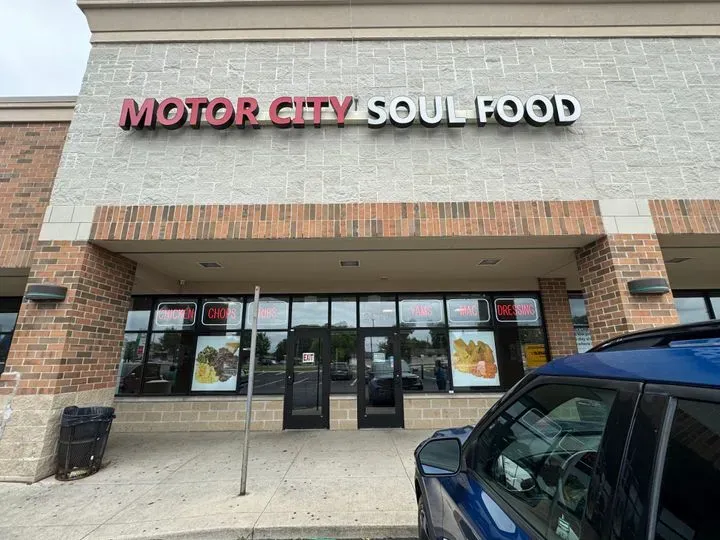 MOTOR CITY SOUL FOOD
CHICKEN
CHOPS
RIBS
YAMS
MAC
DRESSING
EXIT